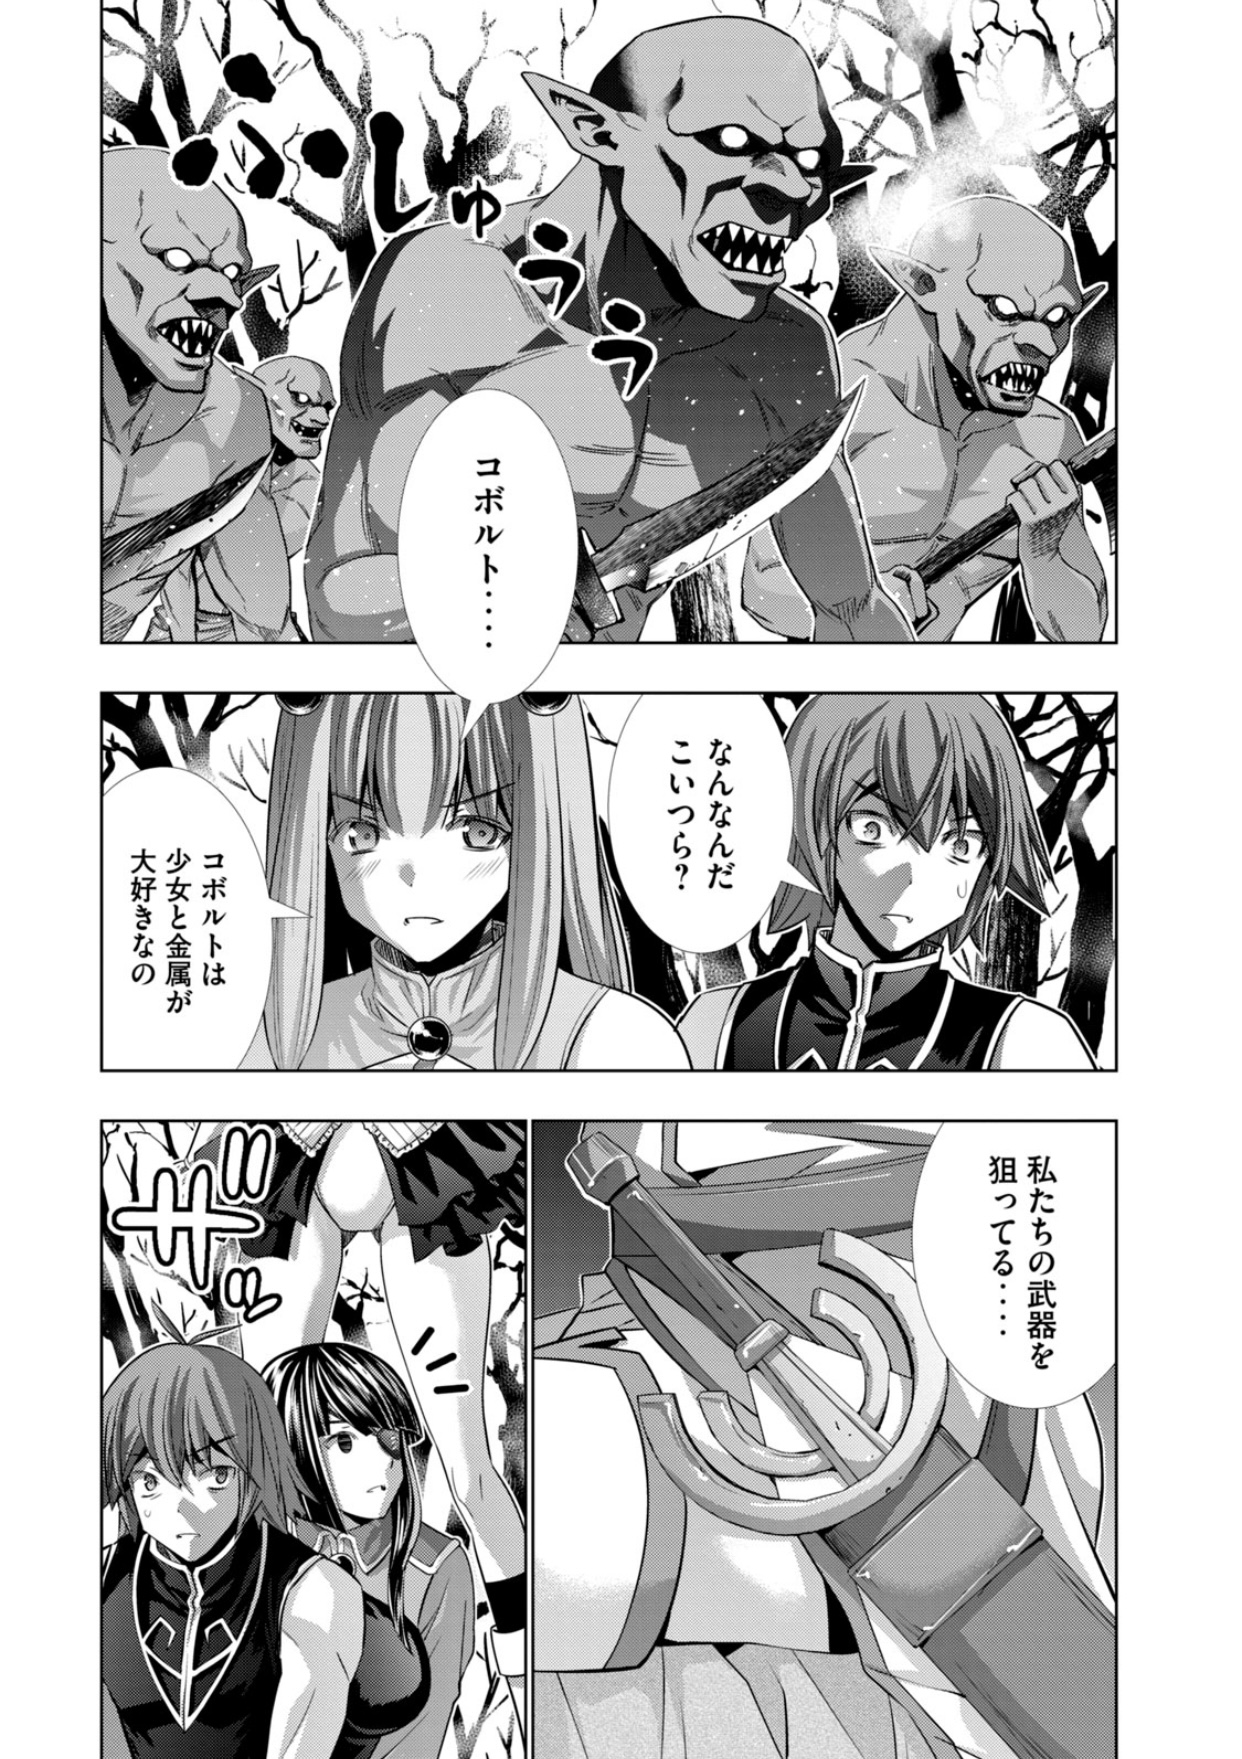 ぶしゅうう
コボルト・・・・・
なんなんだ
こいつら?
コボルトは
少女と金属が
大好きなの
私たちの武器を
狙ってる・・・・
ザッ